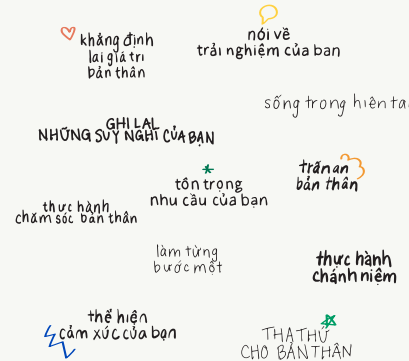 khẳng định
lại giá trị
bản thân
nói về
trải nghiệm của bạn
sống trong hiện tạ
GHI LẠI
NHỮNG SUY NGHĨ CỦA BẠN
trấn an
bản thân
tôn trọng
nhu cầu của bạn
thực hành
chăm sóc bản thân
làm từng
bước một
thực hành
chánh niệm
thể hiện
cảm xúc của bạn
THA THỨ
CHO BẢN THÂN